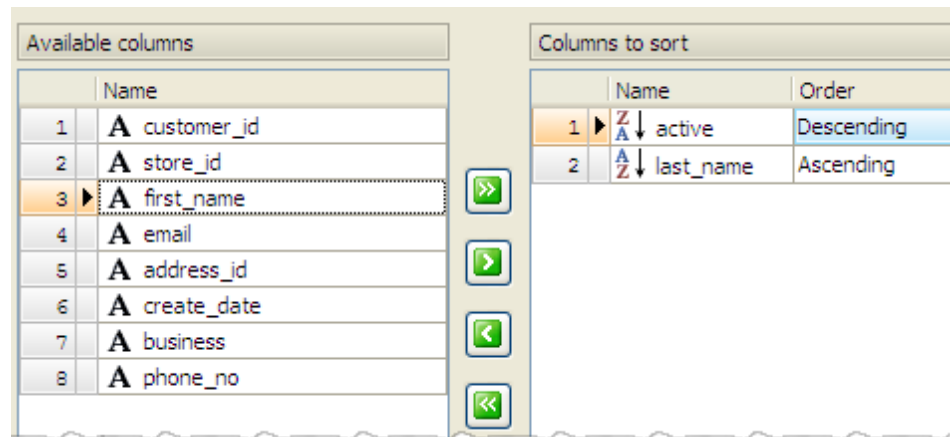 Available columns
Name
1 A customer_id
2 A store_id
3 A first_name
4 A email
5 A address_id
6 A create_date
7 A business
8 A phone_no
Columns to sort
Name Order
1 Z A active Descending
2 A Z last_name Ascending